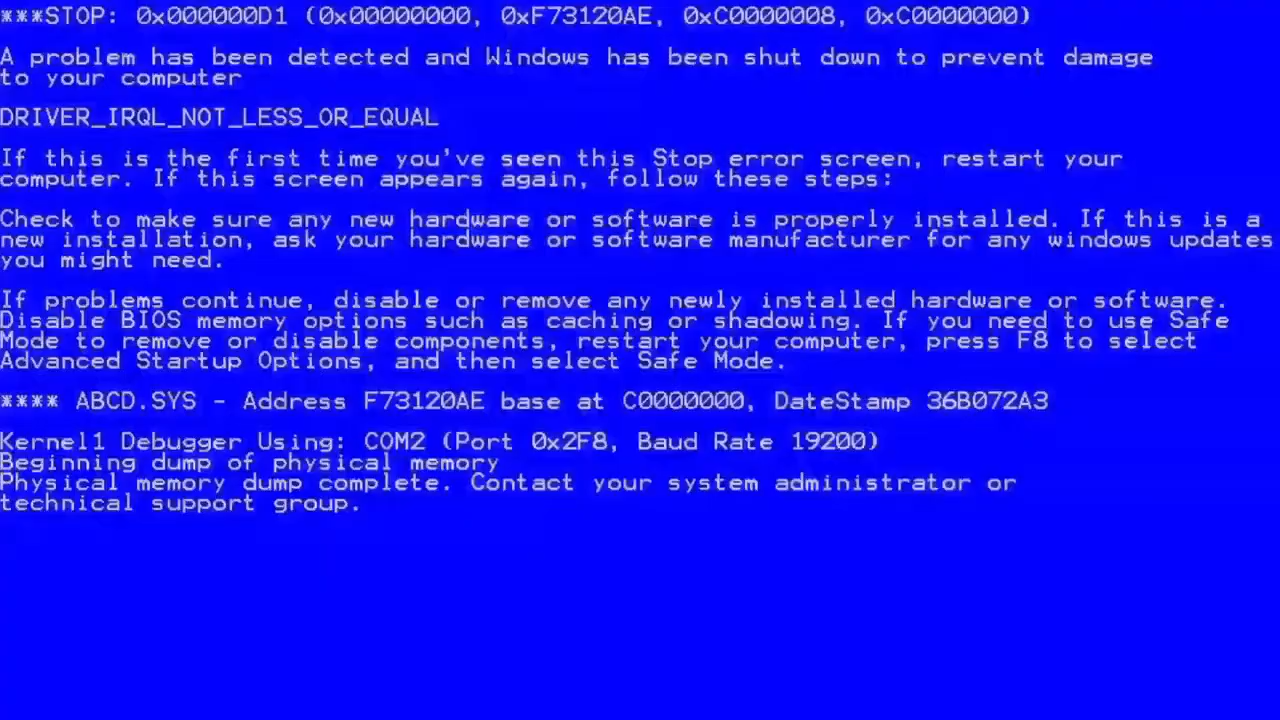 ***STOP: 0x000000D1 (0x00000000, 0xF73120AE, 0xC0000008, 0xC0000000)
A problem has been detected and Windows has been shut down to prevent damage
to your computer
DRIVER_IRQL_NOT_LESS_OR_EQUAL
If this is the first time you've seen this Stop error screen, restart your
computer. If this screen appears again, follow these steps:
Check to make sure any new hardware or software is properly installed. If this is a
new installation, ask your hardware or software manufacturer for any windows updates
you might need.
If problems continue, disable or remove any newly installed hardware or software.
Disable BIOS memory options such as caching or shadowing. If you need to use Safe
Mode to remove or disable components, restart your computer, press F8 to select
Advanced Startup Options, and then select Safe Mode.
**** ABCD.SYS - Address F73120AE base at C0000000, DateStamp 36B072A3
Kernel1 Debugger Using: COM2 (Port 0x2F8, Baud Rate 19200)
Beginning dump of physical memory
Physical memory dump complete. Contact your system administrator or
technical support group.